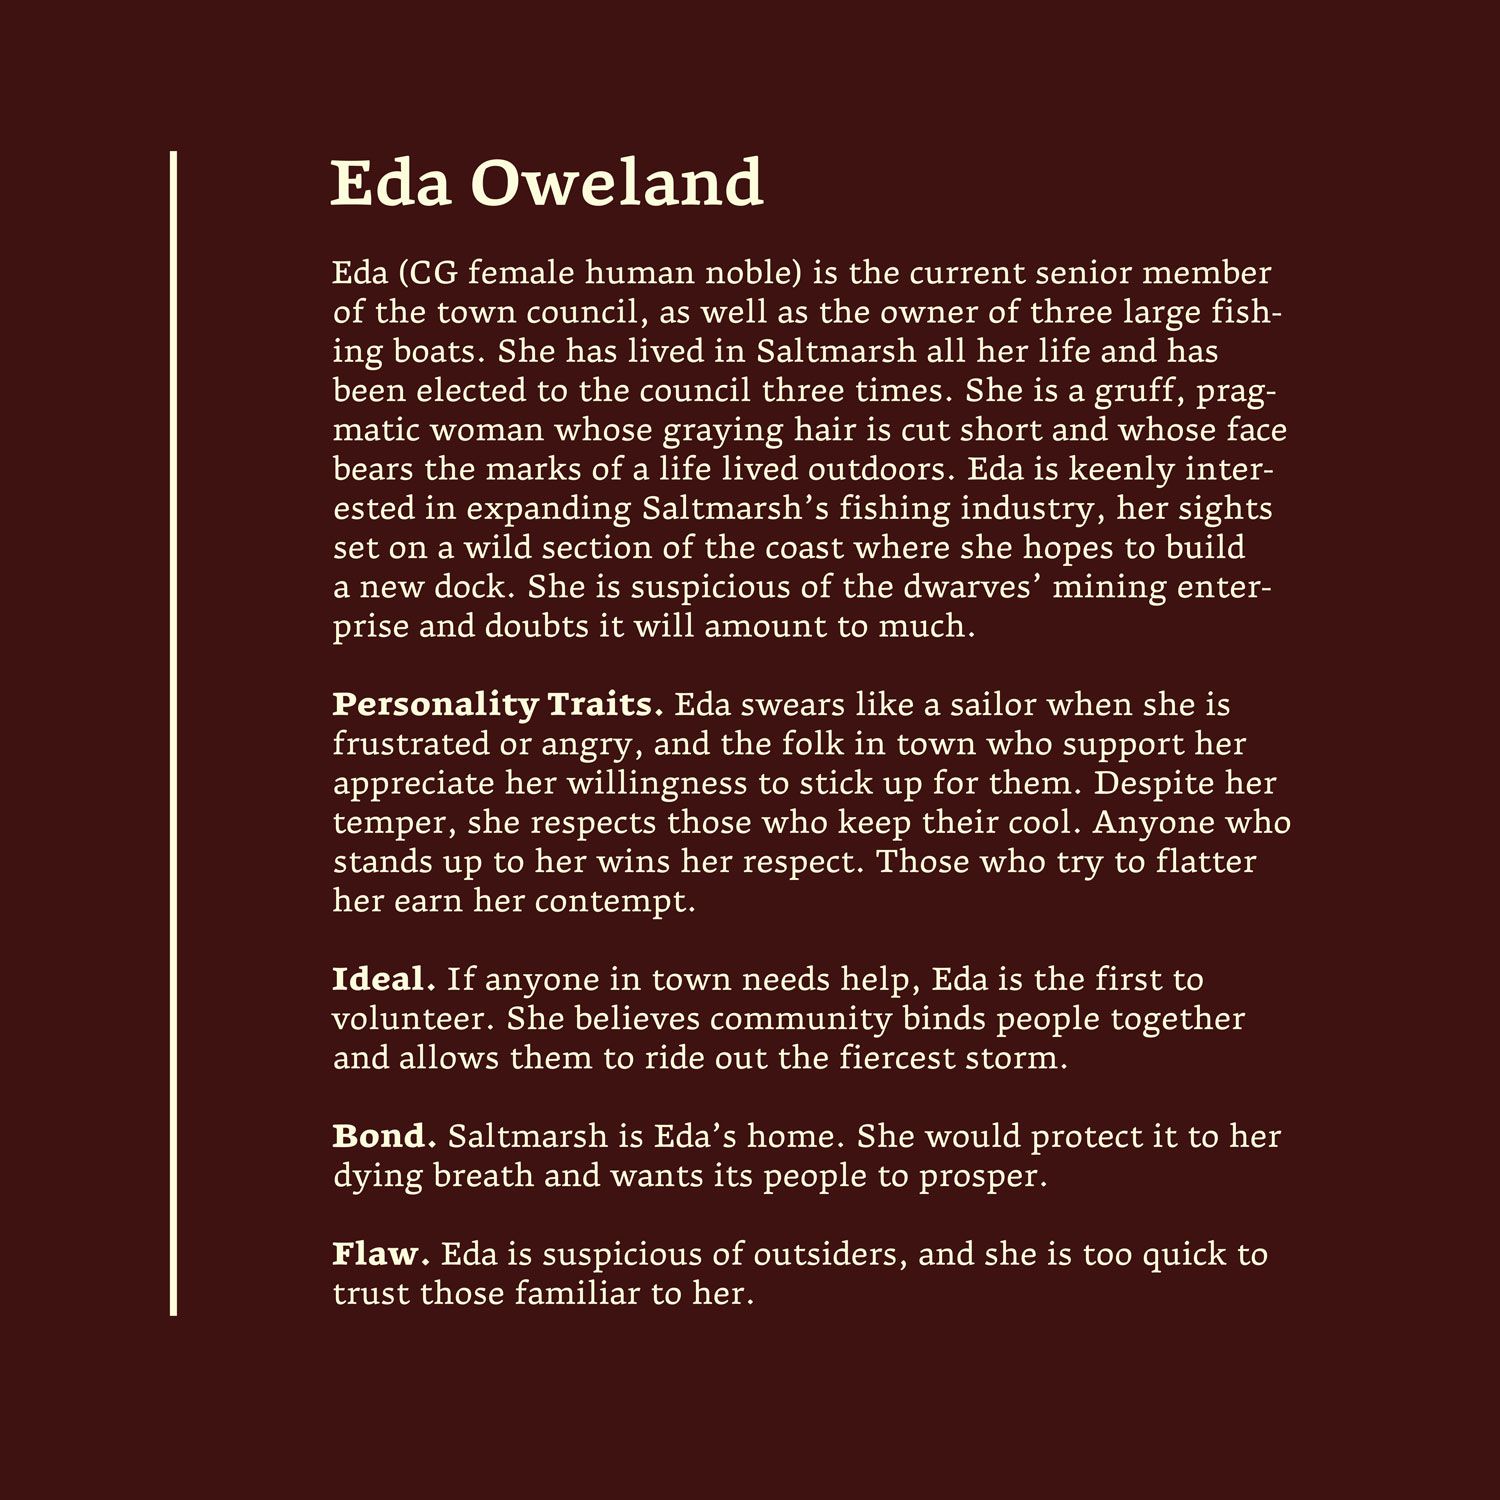 Eda Oweland
Eda (CG female human noble) is the current senior member
of the town council, as well as the owner of three large fish-
ing boats. She has lived in Saltmarsh all her life and has
been elected to the council three times. She is a gruff, prag-
matic woman whose graying hair is cut short and whose face
bears the marks of a life lived outdoors. Eda is keenly inter-
ested in expanding Saltmarsh’s fishing industry, her sights
set on a wild section of the coast where she hopes to build
a new dock. She is suspicious of the dwarves’ mining enter-
prise and doubts it will amount to much.
Personality Traits. Eda swears like a sailor when she is
frustrated or angry, and the folk in town who support her
appreciate her willingness to stick up for them. Despite her
temper, she respects those who keep their cool. Anyone who
stands up to her wins her respect. Those who try to flatter
her earn her contempt.
Ideal. If anyone in town needs help, Eda is the first to
volunteer. She believes community binds people together
and allows them to ride out the fiercest storm.
Bond. Saltmarsh is Eda’s home. She would protect it to her
dying breath and wants its people to prosper.
Flaw. Eda is suspicious of outsiders, and she is too quick to
trust those familiar to her.